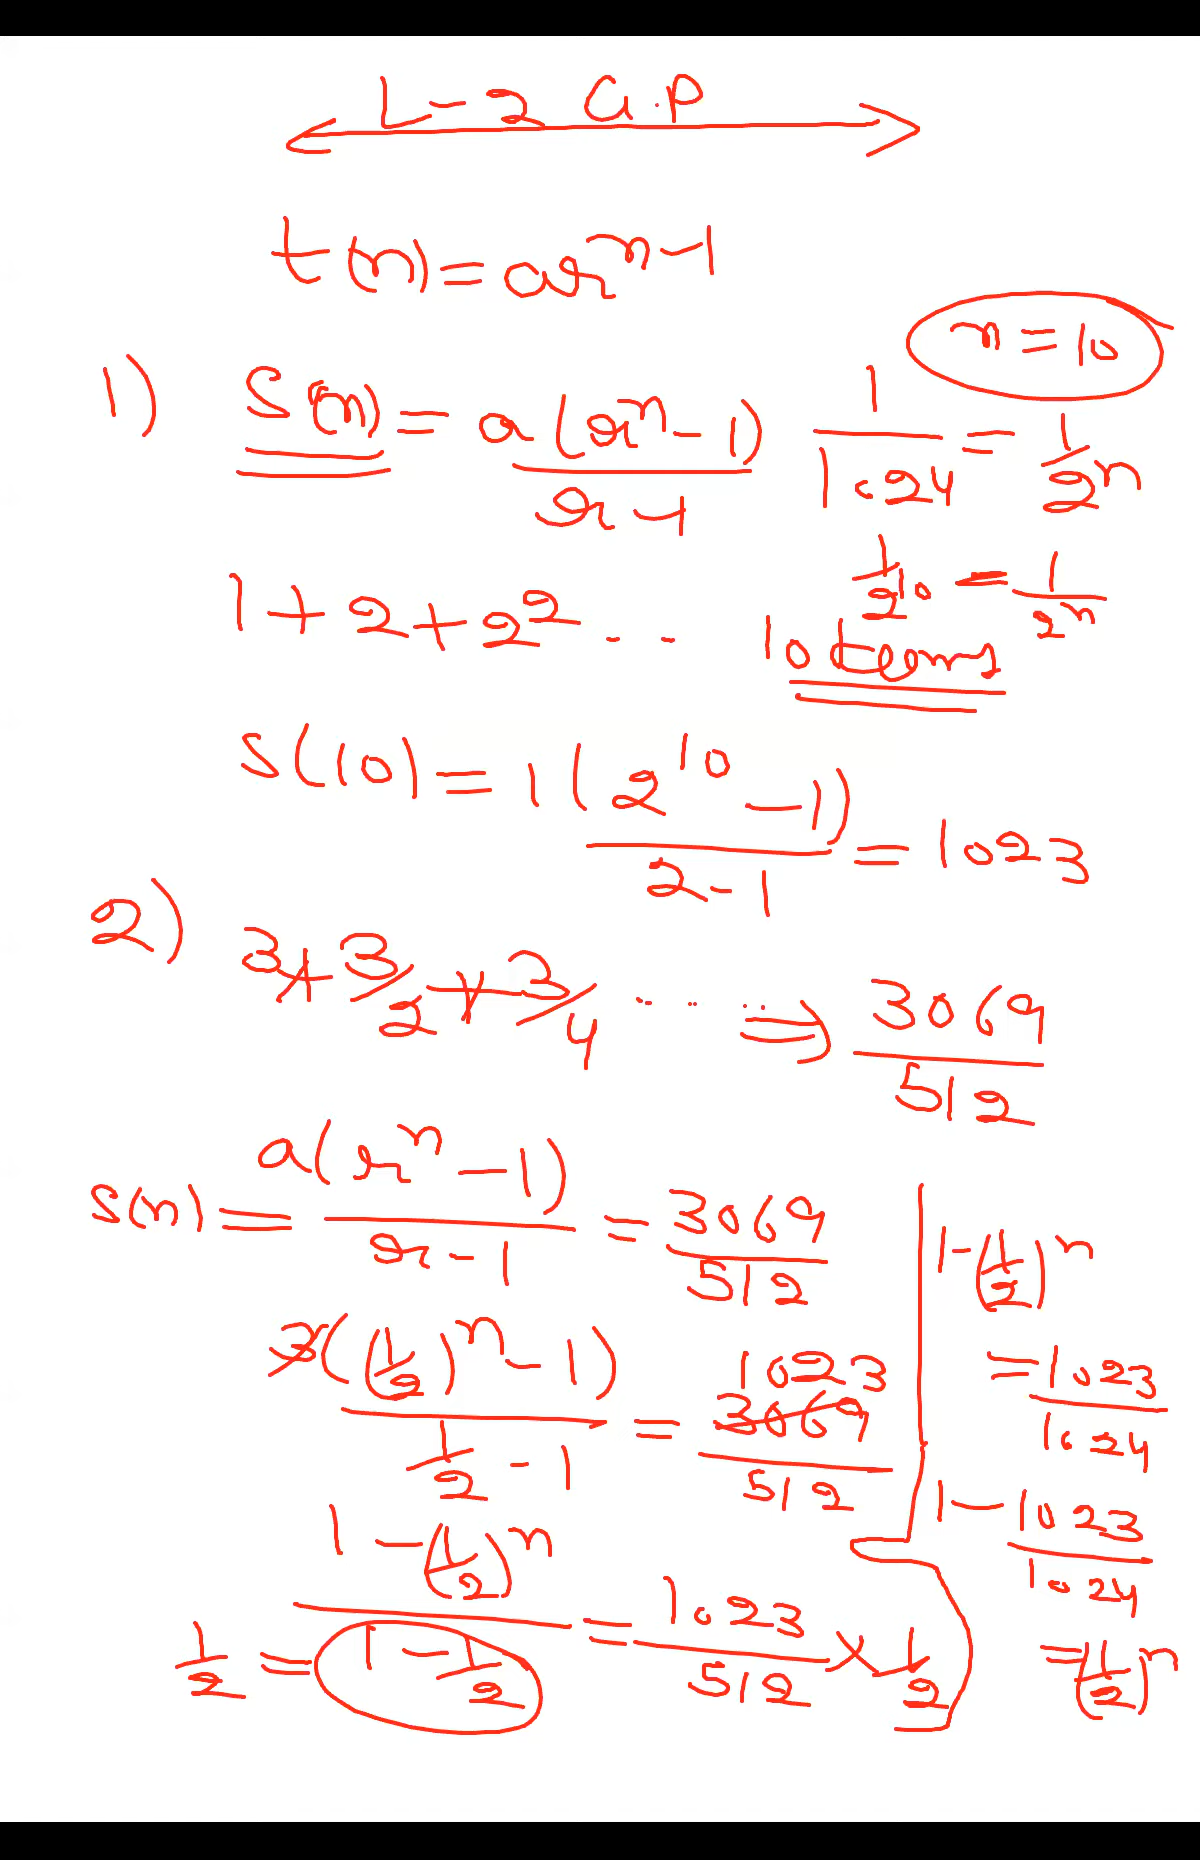 L-2 G.P
t(n) = ar^n-1
n = 10
1) S(n) = a(r^n - 1) / r-1
1/1024 = 1/2^n
1/2^10 = 1/2^n
1 + 2 + 2^2 .. .. 10 terms
S(10) = 1(2^10 - 1) / 2-1 = 1023
2) 3 + 3/2 + 3/4 .. .. .. ⇒ 3069/512
S(n) = a(r^n - 1) / r-1 = 3069/512
3((1/2)^n - 1) / 1/2 - 1 = 1023 3069/512
1 - (1/2)^n / 1 - 1/2 = 1023/512 × 1/2
1/2 =
1-(1/2)^n
= 1023/1024
1 - 1023/1024
= (1/2)^n